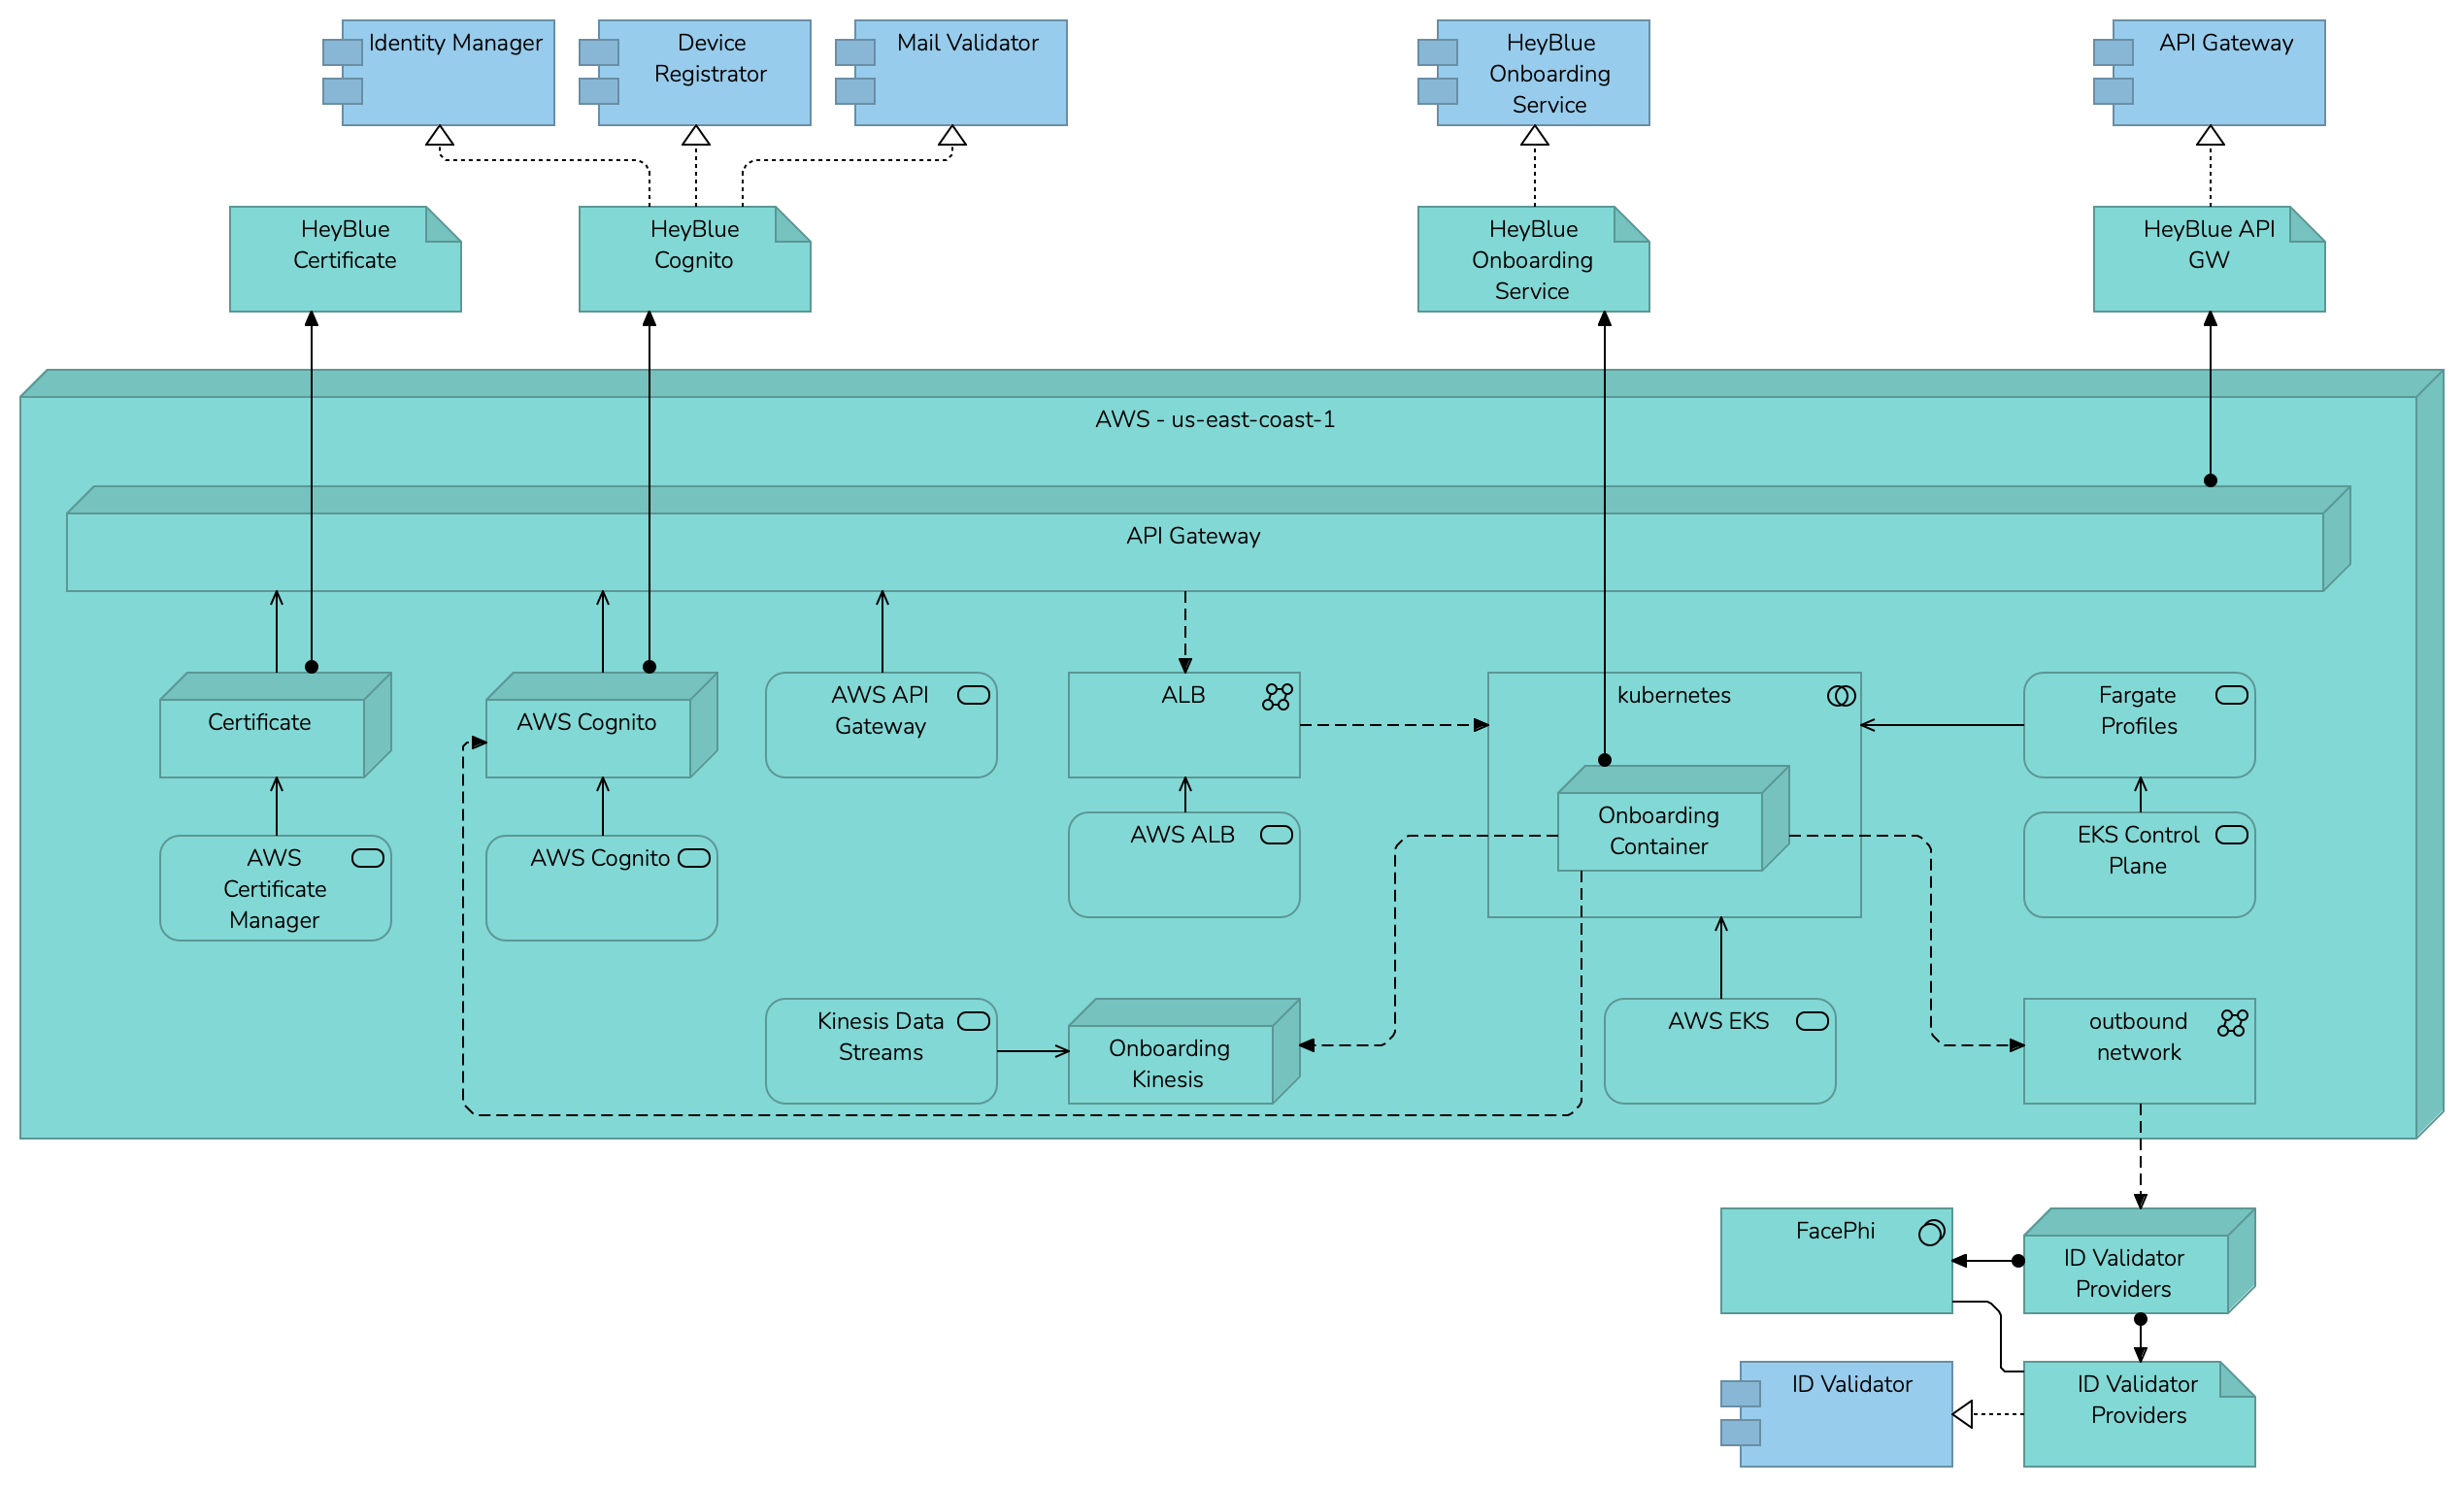 Identity Manager
Device
Registrator
Mail Validator
HeyBlue
Onboarding
Service
API Gateway
HeyBlue
Certificate
HeyBlue
Cognito
HeyBlue
Onboarding
Service
HeyBlue API
GW
AWS - us-east-coast-1
API Gateway
Certificate
AWS Cognito
AWS API
Gateway
ALB
kubernetes
Fargate
Profiles
Onboarding
Container
AWS
Certificate
Manager
AWS Cognito
AWS ALB
EKS Control
Plane
Kinesis Data
Streams
Onboarding
Kinesis
AWS EKS
outbound
network
FacePhi
ID Validator
Providers
ID Validator
ID Validator
Providers